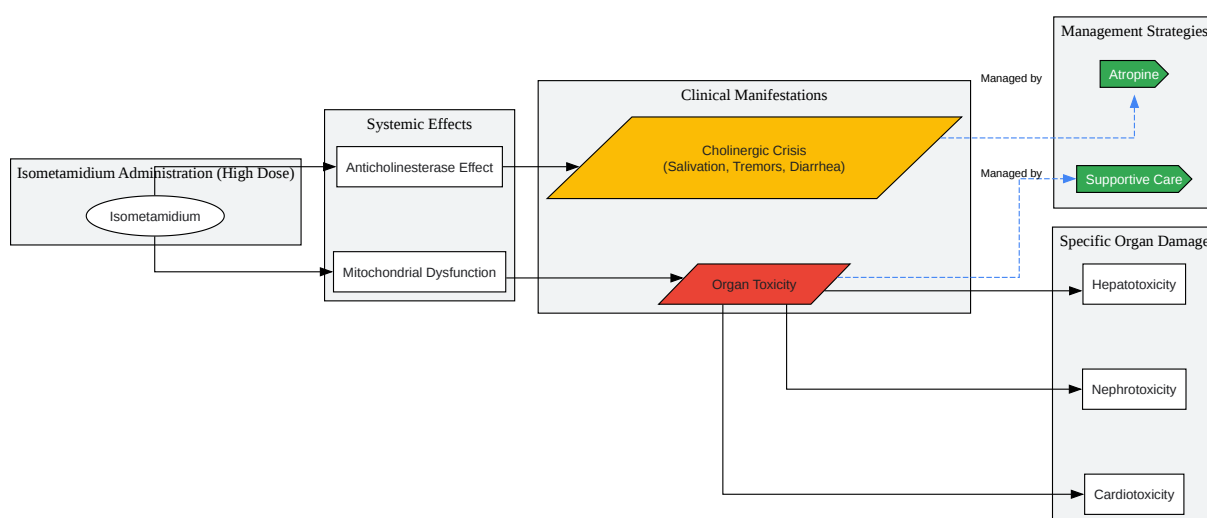 Isometamidium Administration (High Dose)
Isometamidium
Systemic Effects
Anticholinesterase Effect
Mitochondrial Dysfunction
Clinical Manifestations
Cholinergic Crisis
(Salivation, Tremors, Diarrhea)
Organ Toxicity
Managed by
Managed by
Management Strategies
Atropine
Supportive Care
Specific Organ Damage
Hepatotoxicity
Nephrotoxicity
Cardiotoxicity